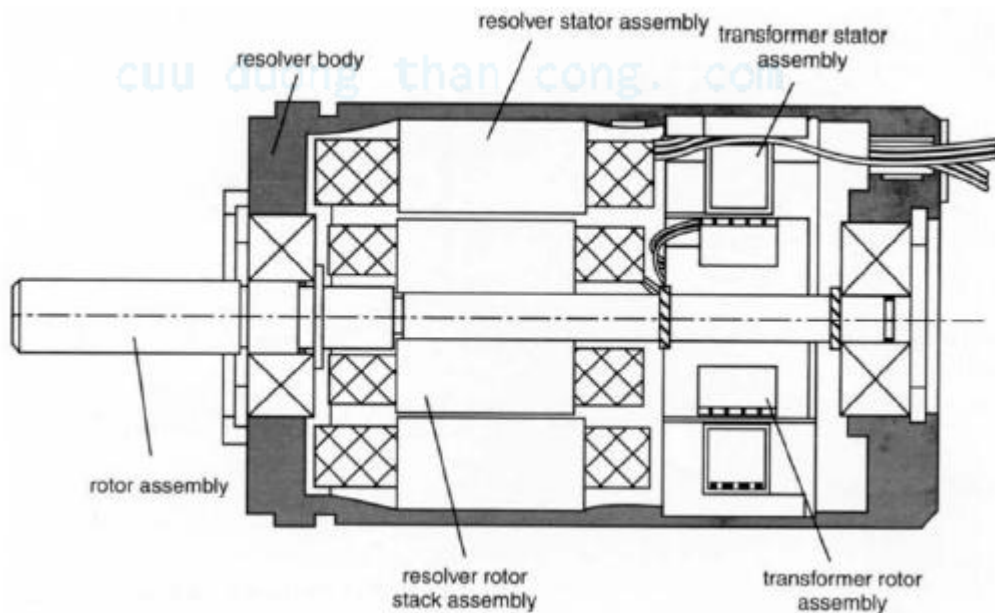 resolver stator assembly
transformer stator
assembly
resolver body
cuu duong than cong. com
rotor assembly
resolver rotor
stack assembly
transformer rotor
assembly